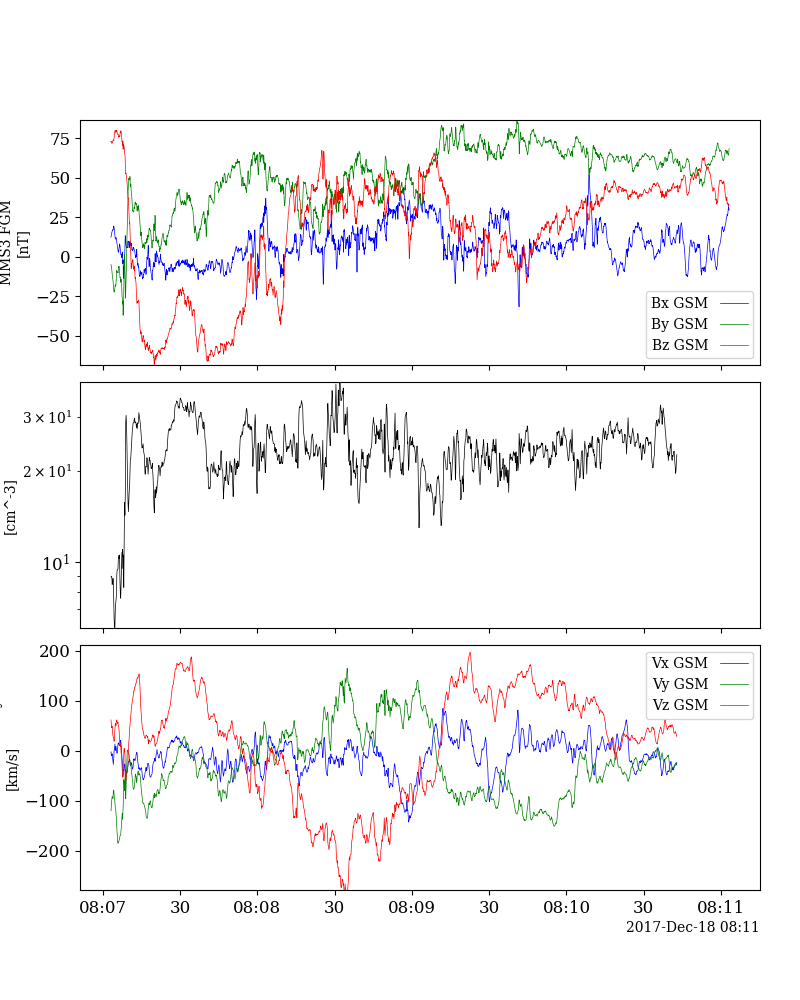 MMS3 FGM
[nT]
75
50
25
0
−25
−50
Bx GSM
By GSM
Bz GSM
[cm^-3]
3 × 10¹
2 × 10¹
10¹
[km/s]
200
100
0
−100
−200
Vx GSM
Vy GSM
Vz GSM
08:07 30 08:08 30 08:09 30 08:10 30 08:11
2017-Dec-18 08:11